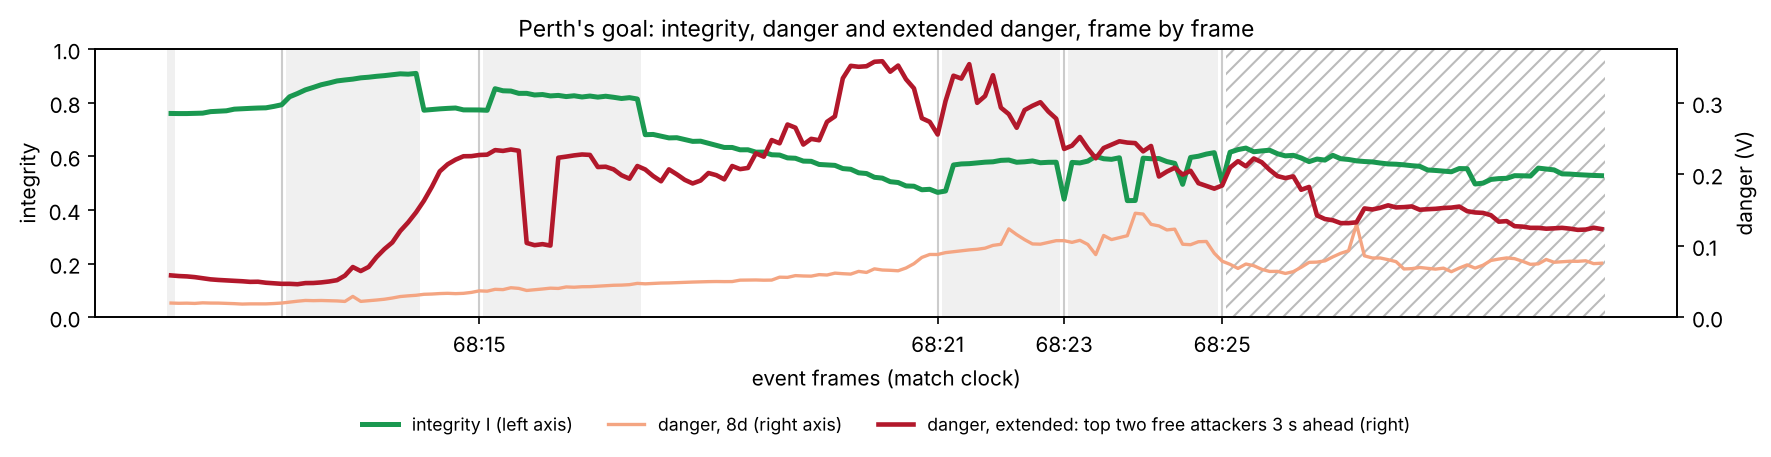 Perth's goal: integrity, danger and extended danger, frame by frame
1.0
0.8
0.6
0.4
0.2
0.0
integrity
0.3
0.2
0.1
0.0
danger (V)
68:15 68:21 68:23 68:25
event frames (match clock)
integrity I (left axis) danger, 8d (right axis) danger, extended: top two free attackers 3 s ahead (right)